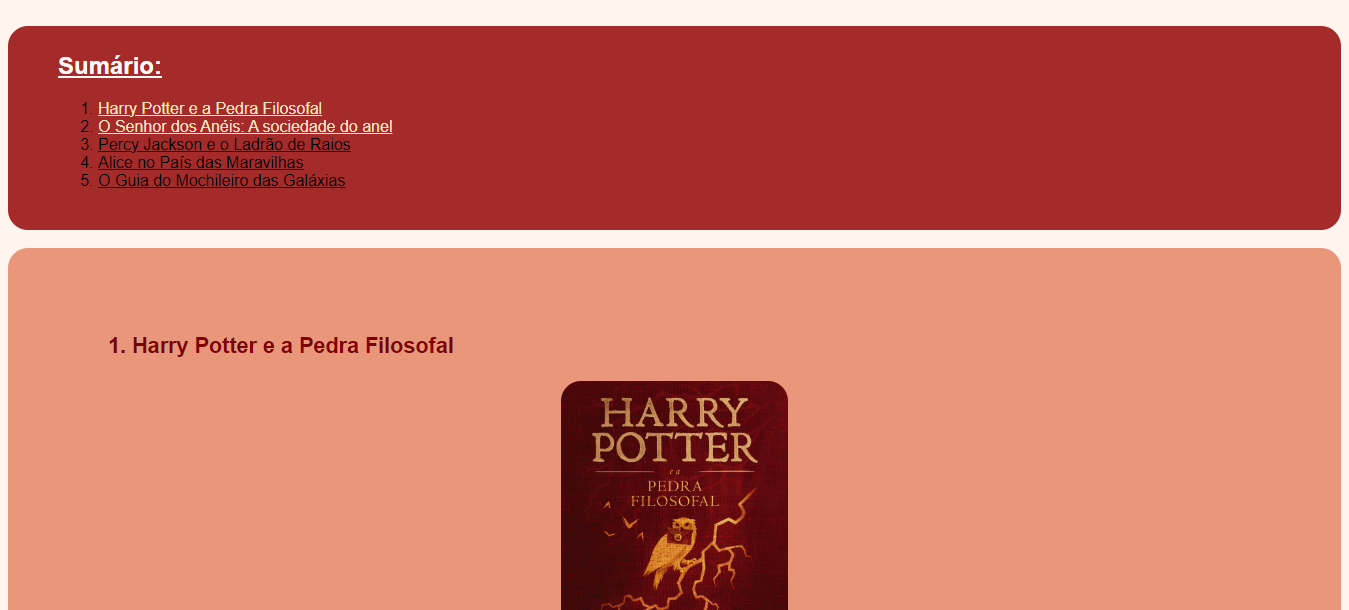 Sumário:
1. Harry Potter e a Pedra Filosofal
2. O Senhor dos Anéis: A sociedade do anel
3. Percy Jackson e o Ladrão de Raios
4. Alice no País das Maravilhas
5. O Guia do Mochileiro das Galáxias
1. Harry Potter e a Pedra Filosofal
HARRY
POTTER
e a
PEDRA
FILOSOFAL